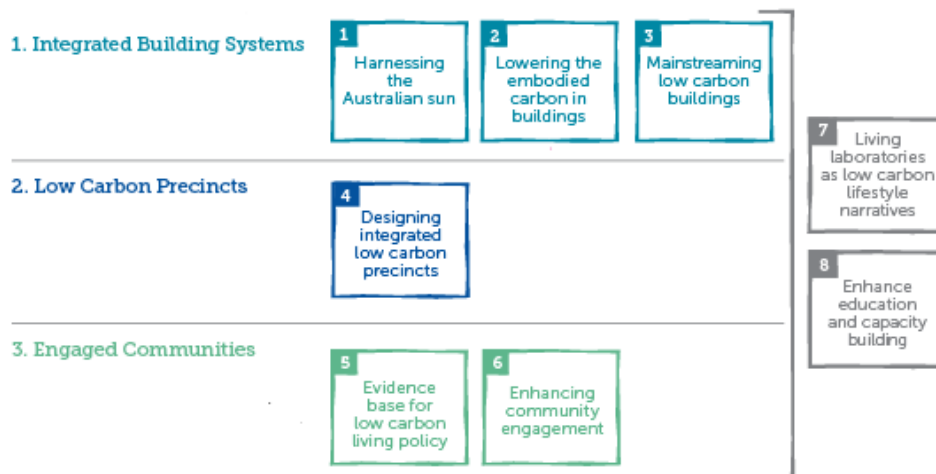 1. Integrated Building Systems
1
Harnessing
the
Australian sun
2
Lowering the
embodied
carbon in
buildings
3
Mainstreaming
low carbon
buildings
2. Low Carbon Precincts
4
Designing
integrated
low carbon
precincts
3. Engaged Communities
5
Evidence
base for
low carbon
living policy
6
Enhancing
community
engagement
7
Living
laboratories
as low carbon
lifestyle
narratives
8
Enhance
education
and capacity
building